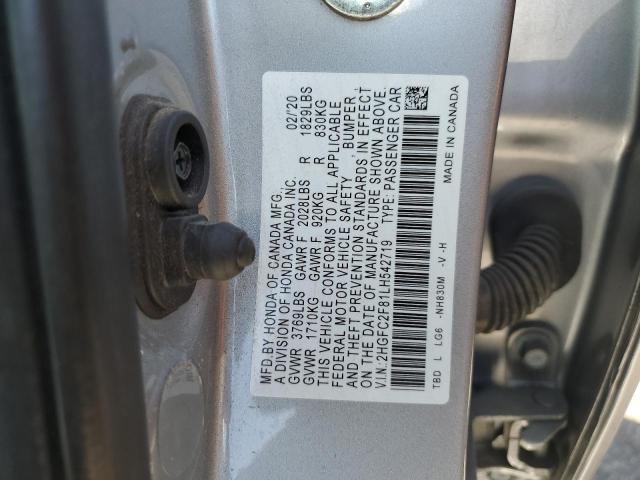 MFD.BY HONDA OF CANADA MFG. 02/'20
A DIVISION OF HONDA CANADA INC.
GVWR 3769LBS GAWR F 2028LBS R 1829LBS
GVWR 1710KG GAWR F 920KG R 830KG
THIS VEHICLE CONFORMS TO ALL APPLICABLE
FEDERAL MOTOR VEHICLE SAFETY, BUMPER,
AND THEFT PREVENTION STANDARDS IN EFFECT
ON THE DATE OF MANUFACTURE SHOWN ABOVE.
V.I.N.:2HGFC2F81LH542719 TYPE: PASSENGER CAR
TBD L LG6 -NH830M -V -H MADE IN CANADA